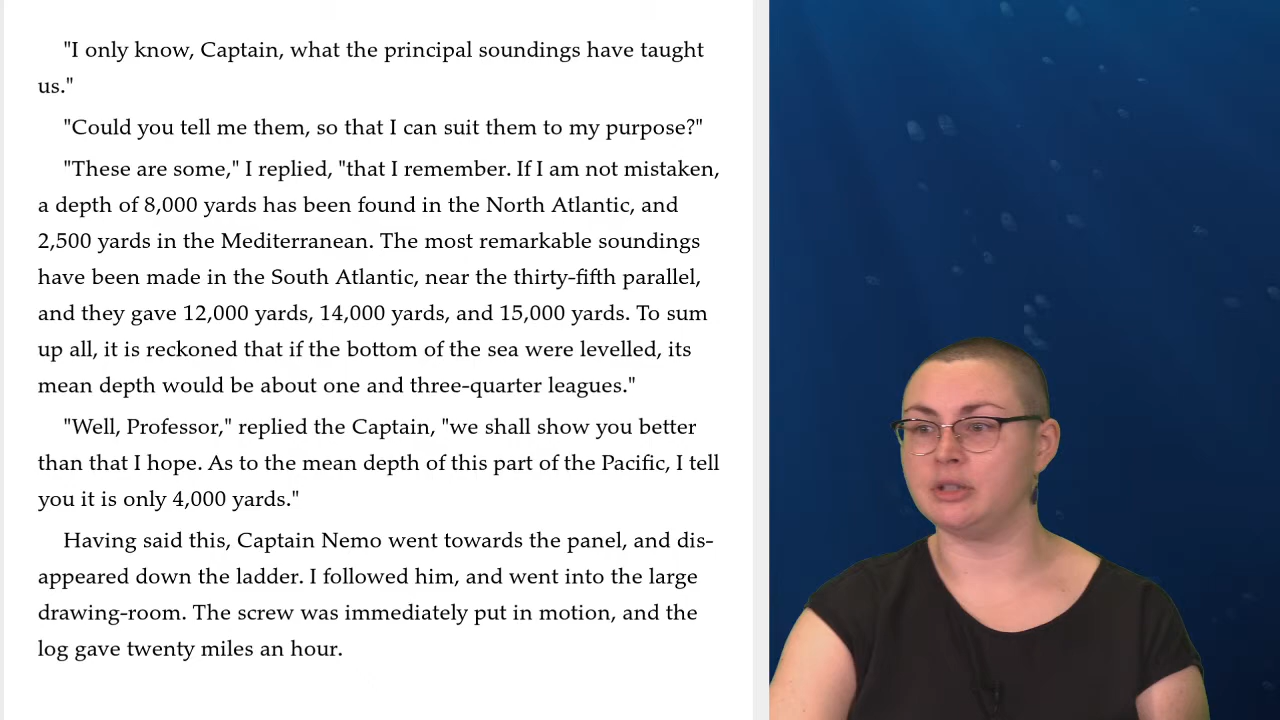 "I only know, Captain, what the principal soundings have taught
us."
"Could you tell me them, so that I can suit them to my purpose?"
"These are some," I replied, "that I remember. If I am not mistaken,
a depth of 8,000 yards has been found in the North Atlantic, and
2,500 yards in the Mediterranean. The most remarkable soundings
have been made in the South Atlantic, near the thirty-fifth parallel,
and they gave 12,000 yards, 14,000 yards, and 15,000 yards. To sum
up all, it is reckoned that if the bottom of the sea were levelled, its
mean depth would be about one and three-quarter leagues."
"Well, Professor," replied the Captain, "we shall show you better
than that I hope. As to the mean depth of this part of the Pacific, I tell
you it is only 4,000 yards."
Having said this, Captain Nemo went towards the panel, and dis-
appeared down the ladder. I followed him, and went into the large
drawing-room. The screw was immediately put in motion, and the
log gave twenty miles an hour.